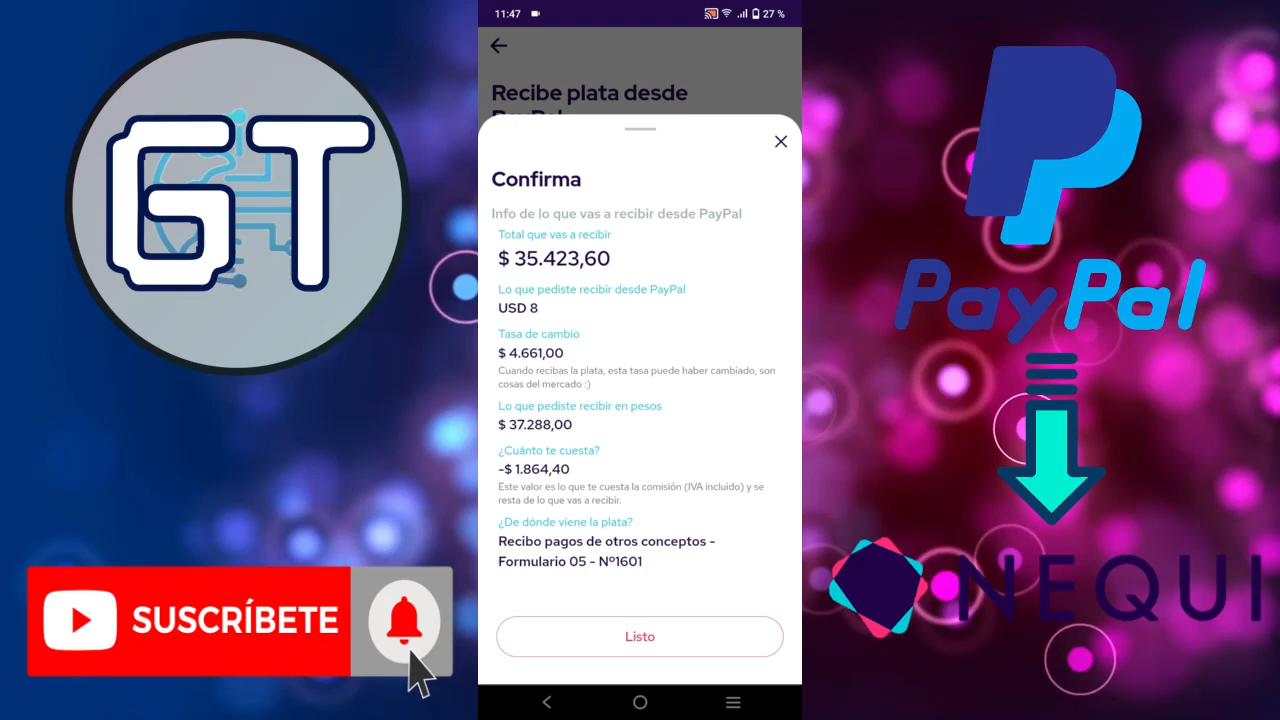 GT
SUSCRÍBETE
11:47
27 %
Recibe plata desde
Confirma
Info de lo que vas a recibir desde PayPal
Total que vas a recibir
$ 35.423,60
Lo que pediste recibir desde PayPal
USD 8
Tasa de cambio
$ 4.661,00
Cuando recibas la plata, esta tasa puede haber cambiado, son
cosas del mercado :)
Lo que pediste recibir en pesos
$ 37.288,00
¿Cuánto te cuesta?
-$ 1.864,40
Este valor es lo que te cuesta la comisión (IVA incluido) y se
resta de lo que vas a recibir.
¿De dónde viene la plata?
Recibo pagos de otros conceptos -
Formulario 05 - Nº1601
Listo
PayPal
NEQUI